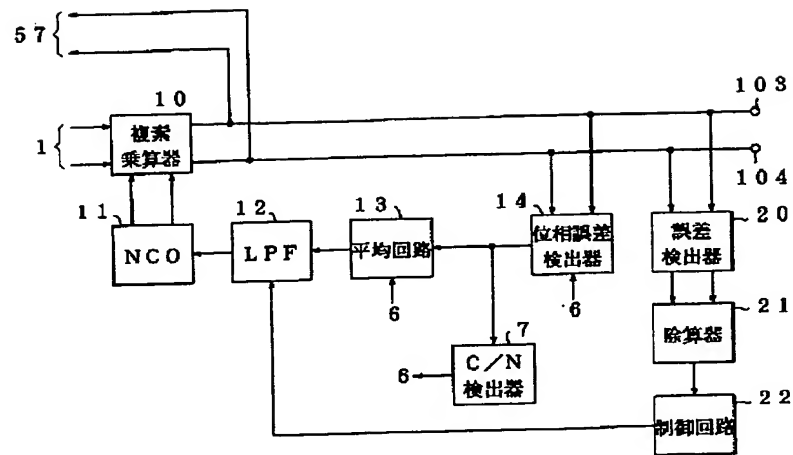 57
10
複素
乗算器
1
103
104
11
NCO
12
LPF
13
平均回路
6
14
位相誤差
検出器
6
20
誤差
検出器
21
除算器
7
C/N
検出器
6
22
制御回路